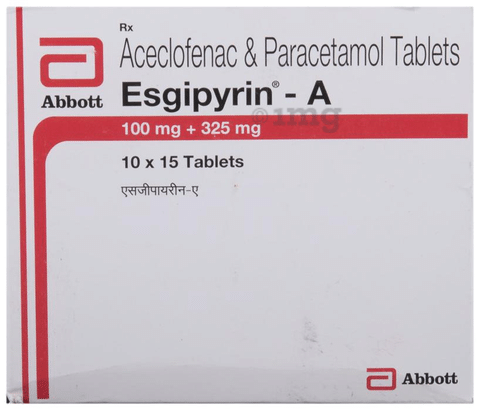 Rx
Aceclofenac & Paracetamol Tablets
Abbott
Esgipyrin® - A
©1mg
100 mg + 325 mg
10 x 15 Tablets
एसजीपायरीन-ए
Abbott